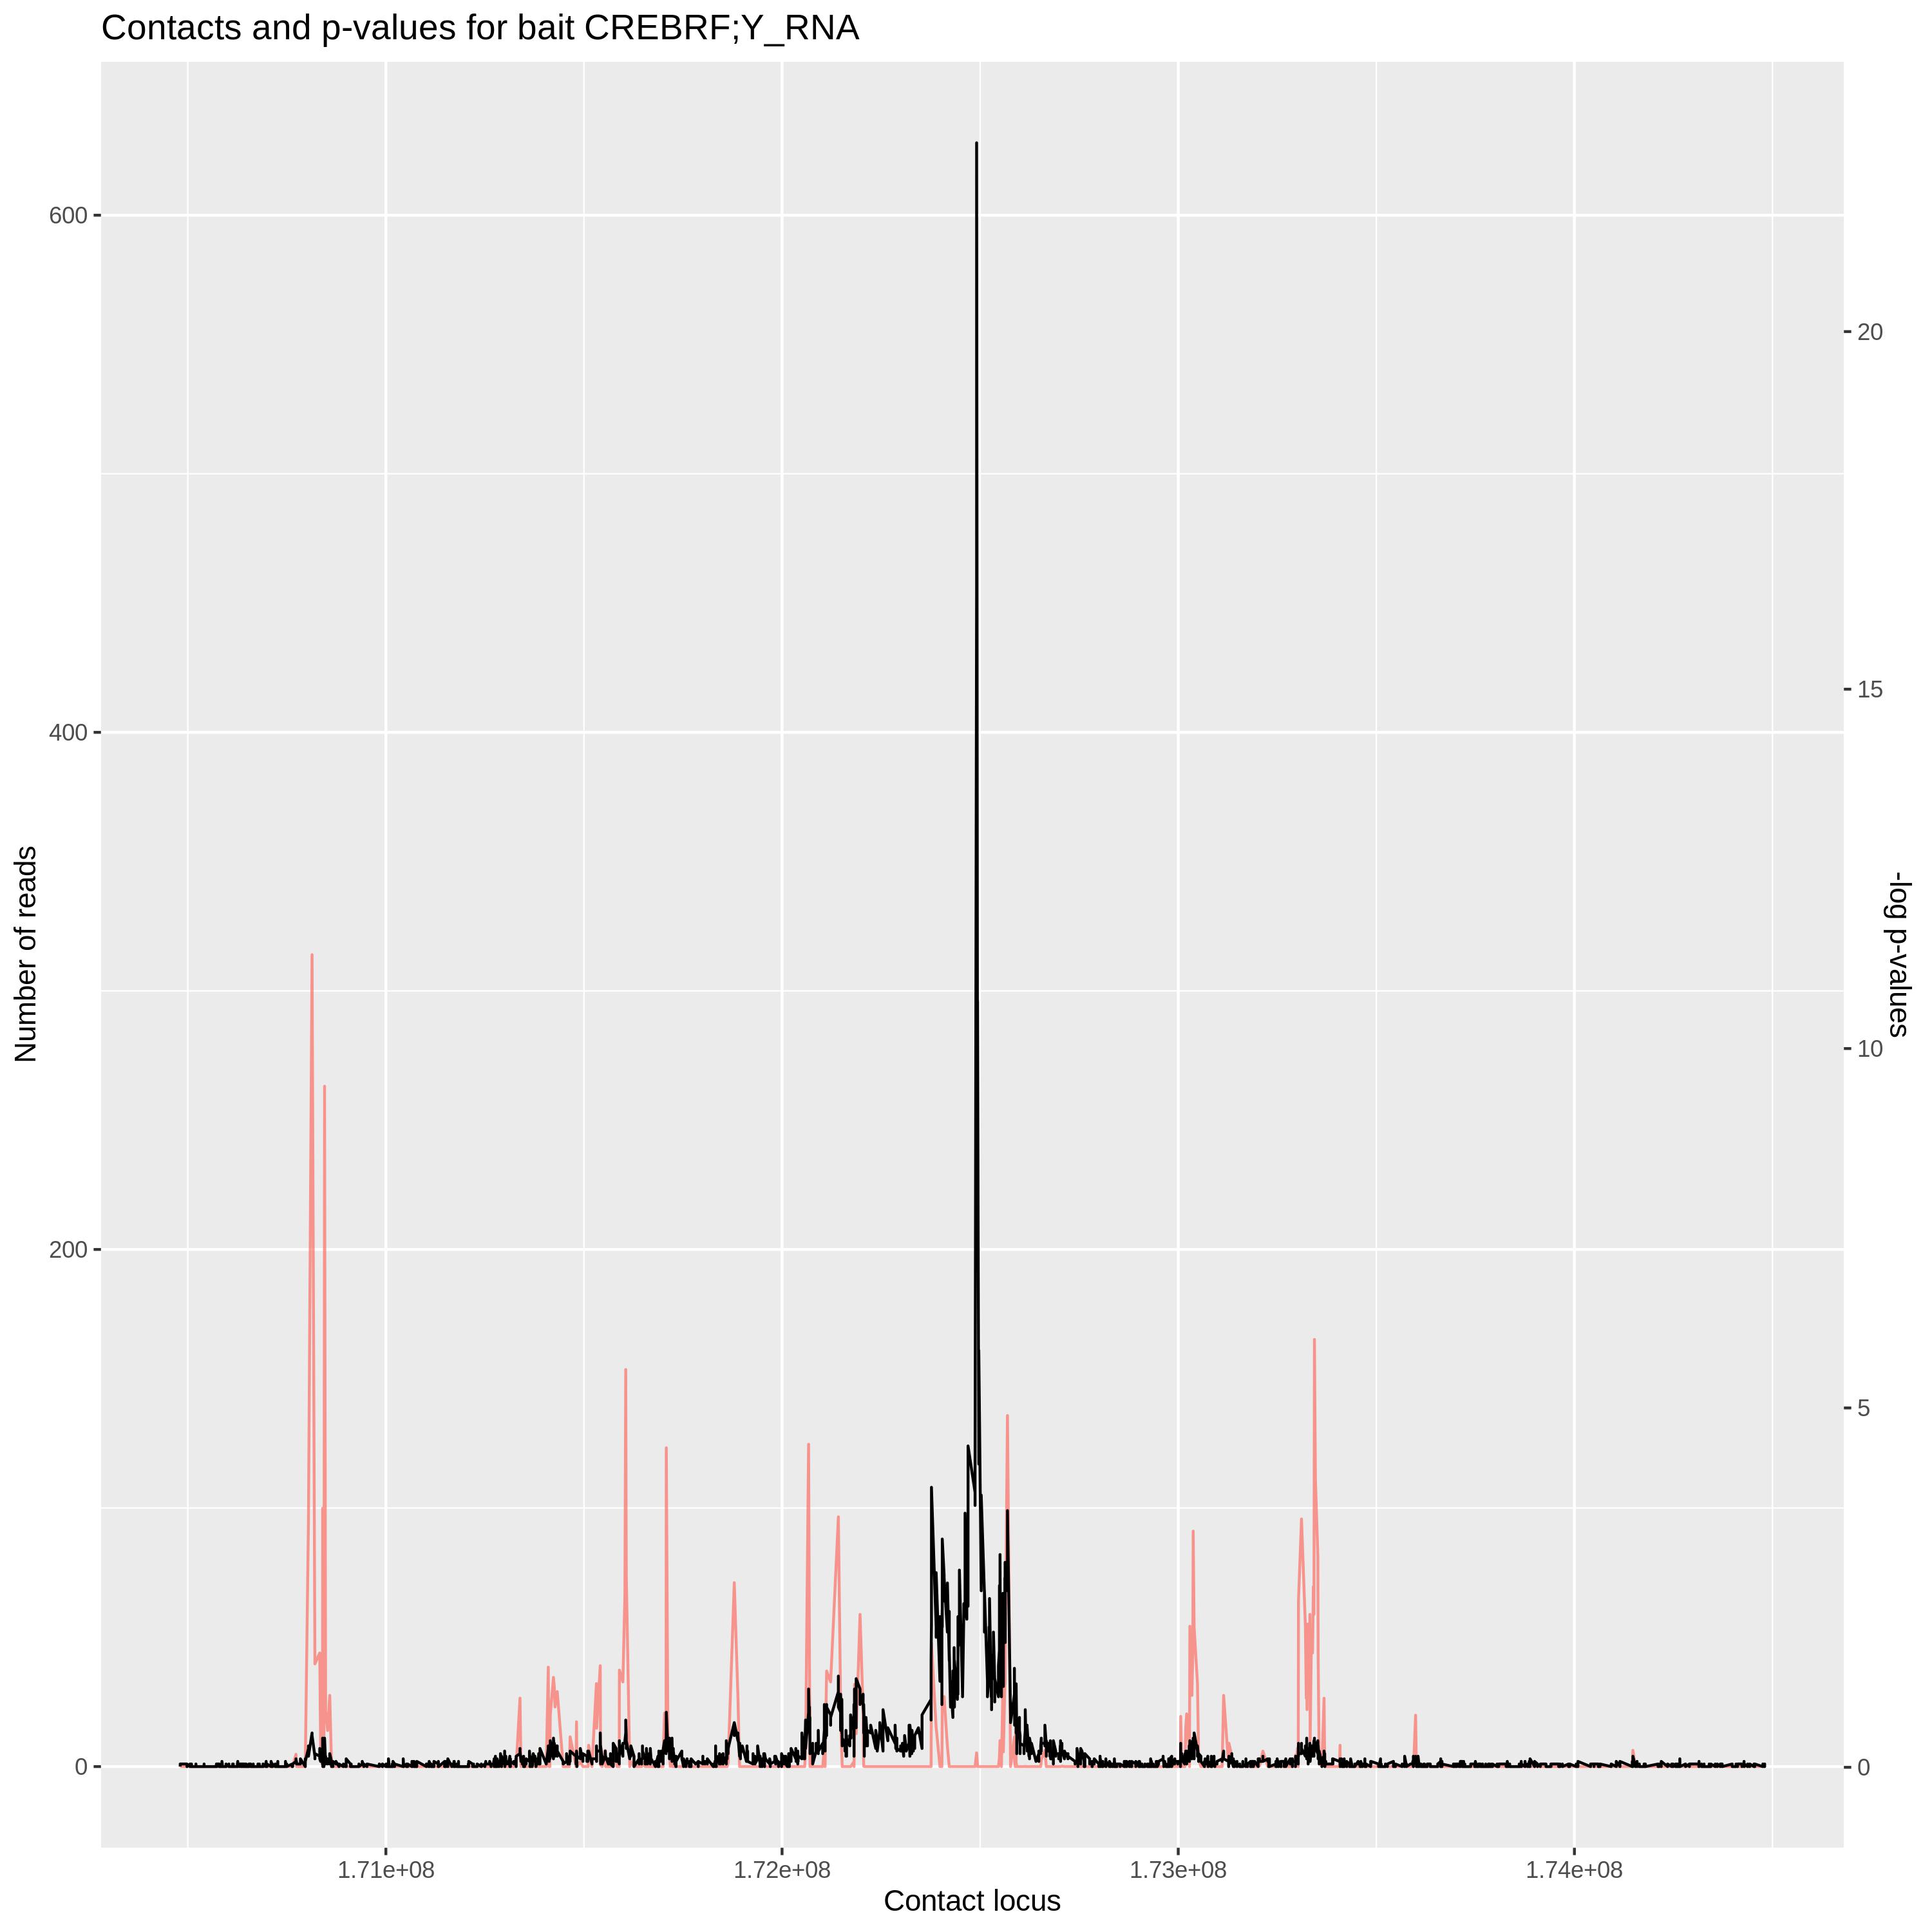 Contacts and p-values for bait CREBRF;Y_RNA
600
400
200
0
Number of reads
20
15
10
5
0
-log p-values
1.71e+08
1.72e+08
1.73e+08
1.74e+08
Contact locus